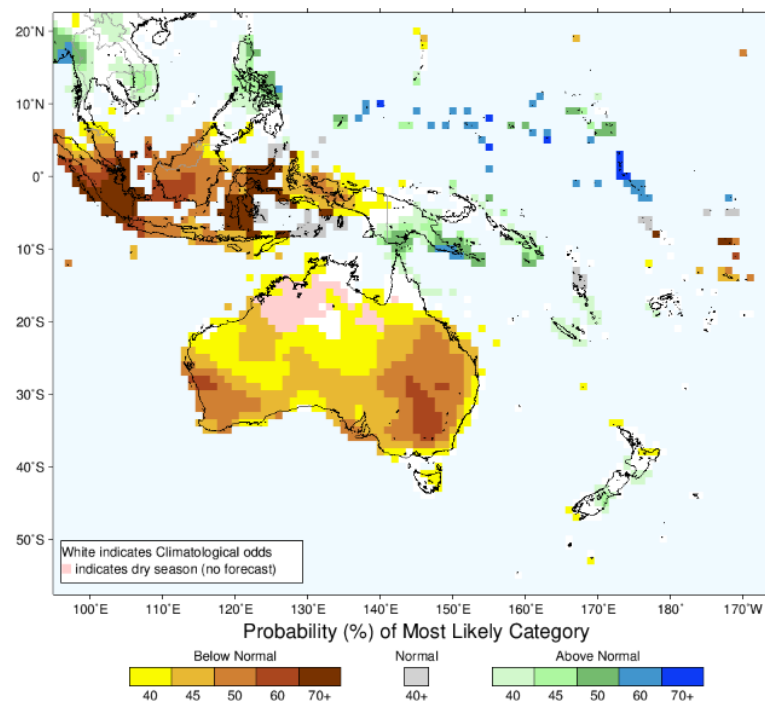 20˚N
10˚N
0˚
10˚S
20˚S
30˚S
40˚S
50˚S
White indicates Climatological odds
indicates dry season (no forecast)
100˚E 110˚E 120˚E 130˚E 140˚E 150˚E 160˚E 170˚E 180˚ 170˚W
Probability (%) of Most Likely Category
Below Normal Normal Above Normal
40 45 50 60 70+ 40+ 40 45 50 60 70+